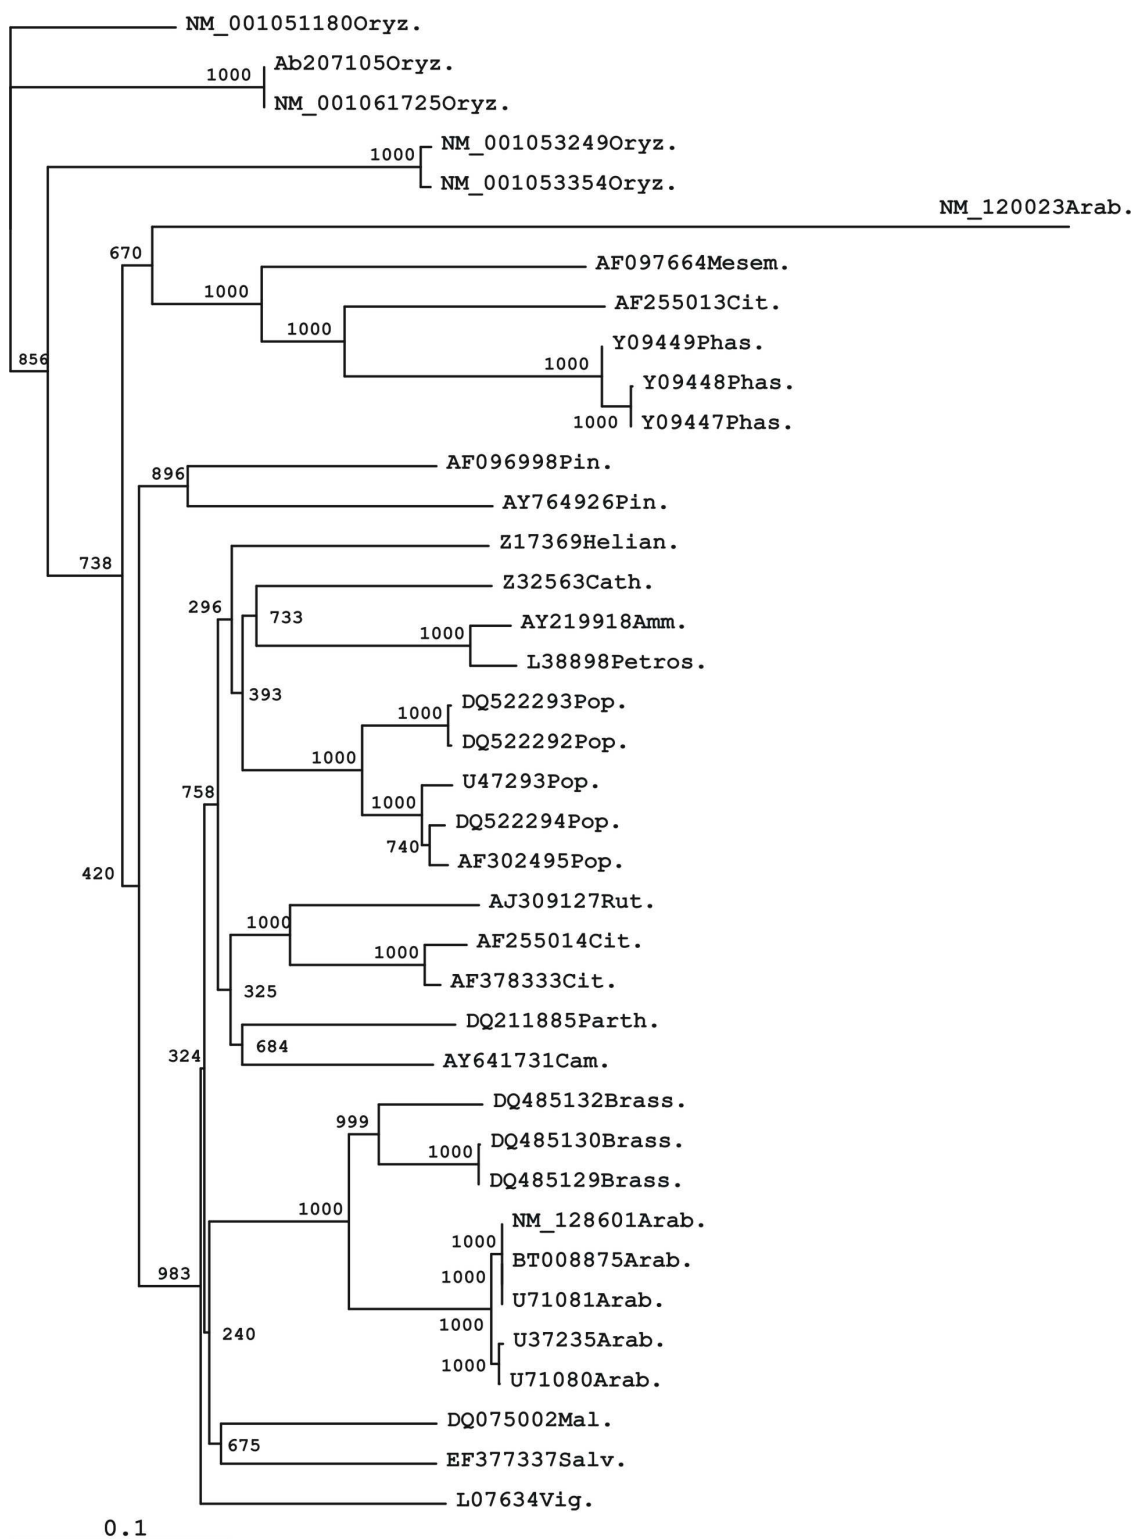 NM_001051180Oryz.
Ab207105Oryz.
1000
NM_001061725Oryz.
NM_001053249Oryz.
1000
NM_001053354Oryz.
NM_120023Arab.
670
AF097664Mesem.
1000
AF255013Cit.
1000
Y09449Phas.
856
1000
Y09448Phas.
1000
Y09447Phas.
AF096998Pin.
896
AY764926Pin.
Z17369Helian.
738
Z32563Cath.
296
733
AY219918Amm.
1000
L38898Petros.
393
DQ522293Pop.
1000
DQ522292Pop.
1000
U47293Pop.
758
1000
DQ522294Pop.
740
AF302495Pop.
420
AJ309127Rut.
1000
AF255014Cit.
1000
AF378333Cit.
325
DQ211885Parth.
684
324
AY641731Cam.
DQ485132Brass.
999
DQ485130Brass.
1000
DQ485129Brass.
1000
NM_128601Arab.
1000
BT008875Arab.
983
1000
U71081Arab.
1000
240
U37235Arab.
1000
U71080Arab.
DQ075002Mal.
675
EF377337Salv.
L07634Vig.
0.1